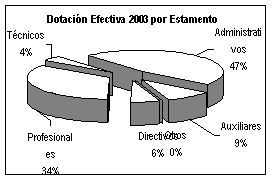 Dotación Efectiva 2003 por Estamento
Técnicos
4%
Administrati
vos
47%
Profesional
es
34%
Directivos
6%
Otros
0%
Auxiliares
9%